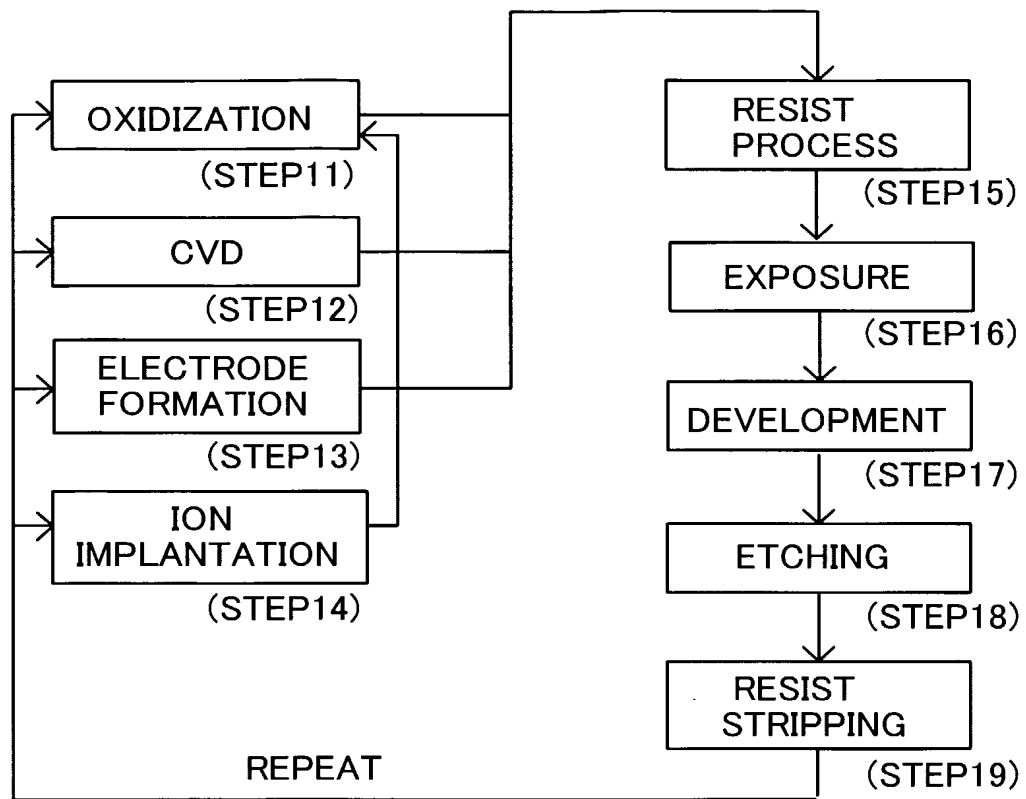 OXIDIZATION
(STEP11)
CVD
(STEP12)
ELECTRODE
FORMATION
(STEP13)
ION
IMPLANTATION
(STEP14)
RESIST
PROCESS
(STEP15)
EXPOSURE
(STEP16)
DEVELOPMENT
(STEP17)
ETCHING
(STEP18)
RESIST
STRIPPING
(STEP19)
REPEAT